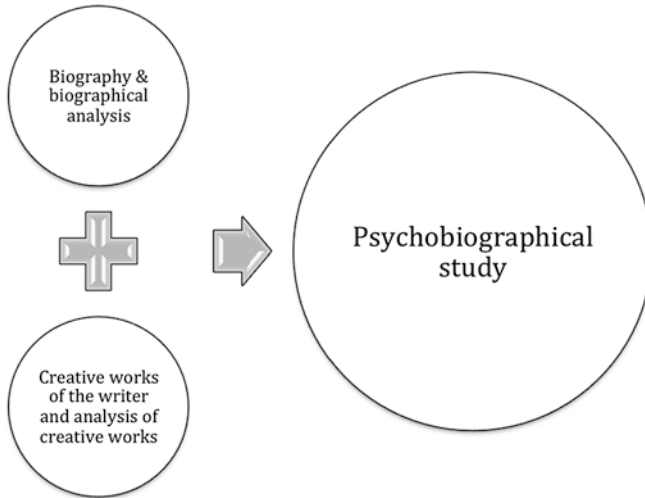 Biography &
biographical
analysis
Creative works
of the writer
and analysis of
creative works
Psychobiographical
study